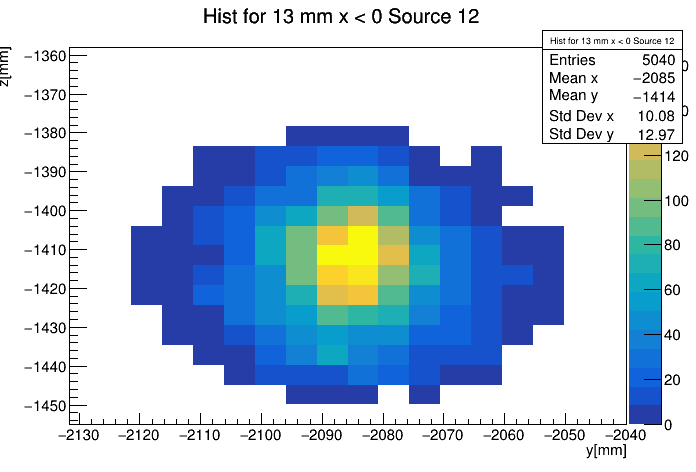 Hist for 13 mm x < 0 Source 12
Hist for 13 mm x < 0 Source 12
Entries 5040
Mean x −2085
Mean y −1414
Std Dev x 10.08
Std Dev y 12.97
z[mm]
−1360
−1370
−1380
−1390
−1400
−1410
−1420
−1430
−1440
−1450
−2130 −2120 −2110 −2100 −2090 −2080 −2070 −2060 −2050 −2040
y[mm]
120
100
80
60
40
20
0